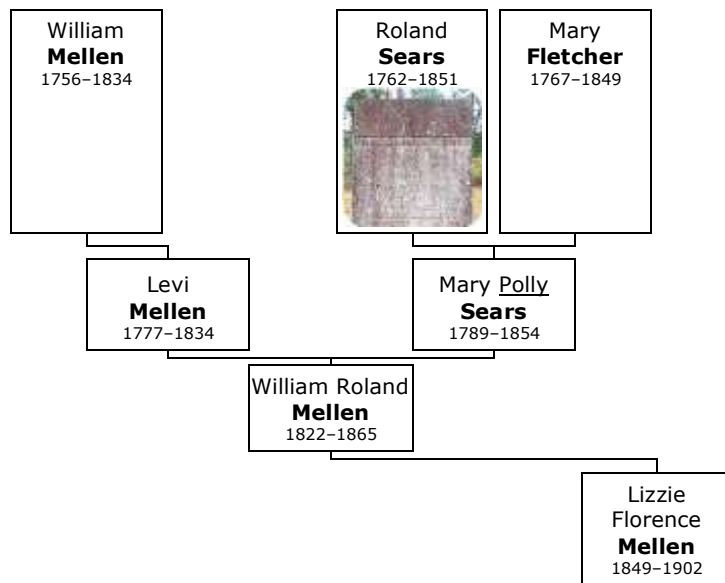 William
Mellen
1756–1834
Roland
Sears
1762–1851
Mary
Fletcher
1767–1849
Levi
Mellen
1777–1834
Mary Polly
Sears
1789–1854
William Roland
Mellen
1822–1865
Lizzie
Florence
Mellen
1849–1902